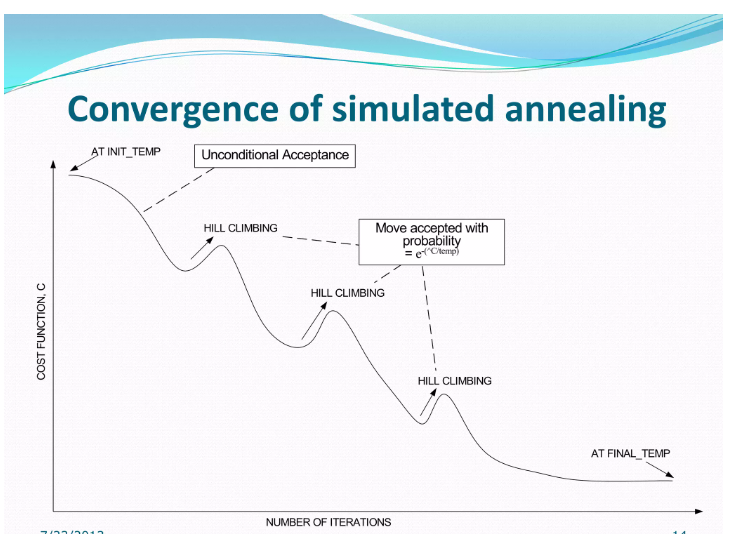 Convergence of simulated annealing
AT INIT_TEMP
Unconditional Acceptance
HILL CLIMBING
Move accepted with
probability
= e-(^C/temp)
HILL CLIMBING
COST FUNCTION, C
HILL CLIMBING
AT FINAL_TEMP
NUMBER OF ITERATIONS